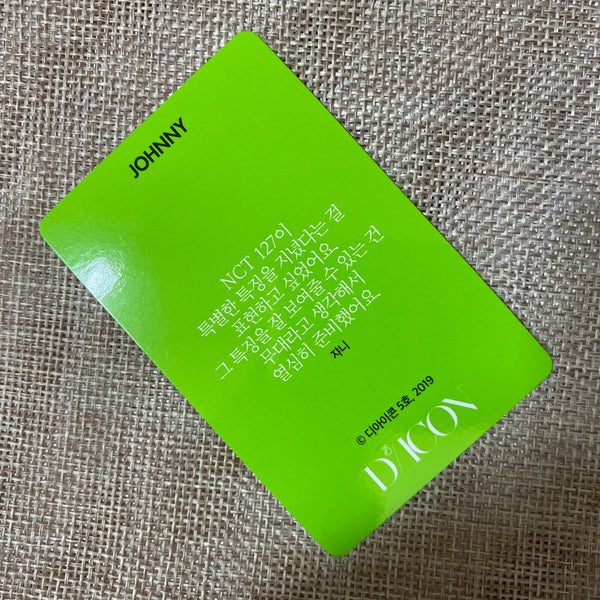 JOHNNY
NCT 127이
특별한 특징을 지녔다는 걸
표현하고 싶었어요.
그 특징을 잘 보여줄 수 있는 건
무대라고 생각해서
열심히 준비했어요.
쟈니
© 디아이콘 5호, 2019
D/ICON